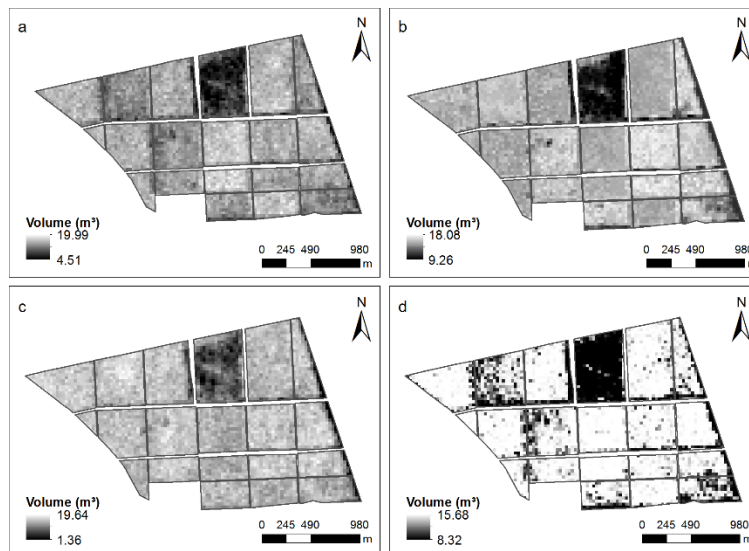 a
N
Volume (m³)
19.99
4.51
0 245 490 980
m
b
N
Volume (m³)
18.08
9.26
0 245 490 980
m
c
N
Volume (m³)
19.64
1.36
0 245 490 980
m
d
N
Volume (m³)
15.68
8.32
0 245 490 980
m